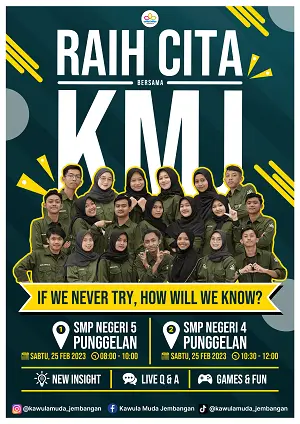 RAIH CITA
BERSAMA
KMJ
IF WE NEVER TRY, HOW WILL WE KNOW?
1 SMP NEGERI 5
PUNGGELAN
SABTU, 25 FEB 2023 08:00 - 10:00
2 SMP NEGERI 4
PUNGGELAN
SABTU, 25 FEB 2023 10:30 - 12:00
NEW INSIGHT
LIVE Q & A
GAMES & FUN
@kawulamuda_jembangan
Kawula Muda Jembangan
@kawulamuda_jembangan